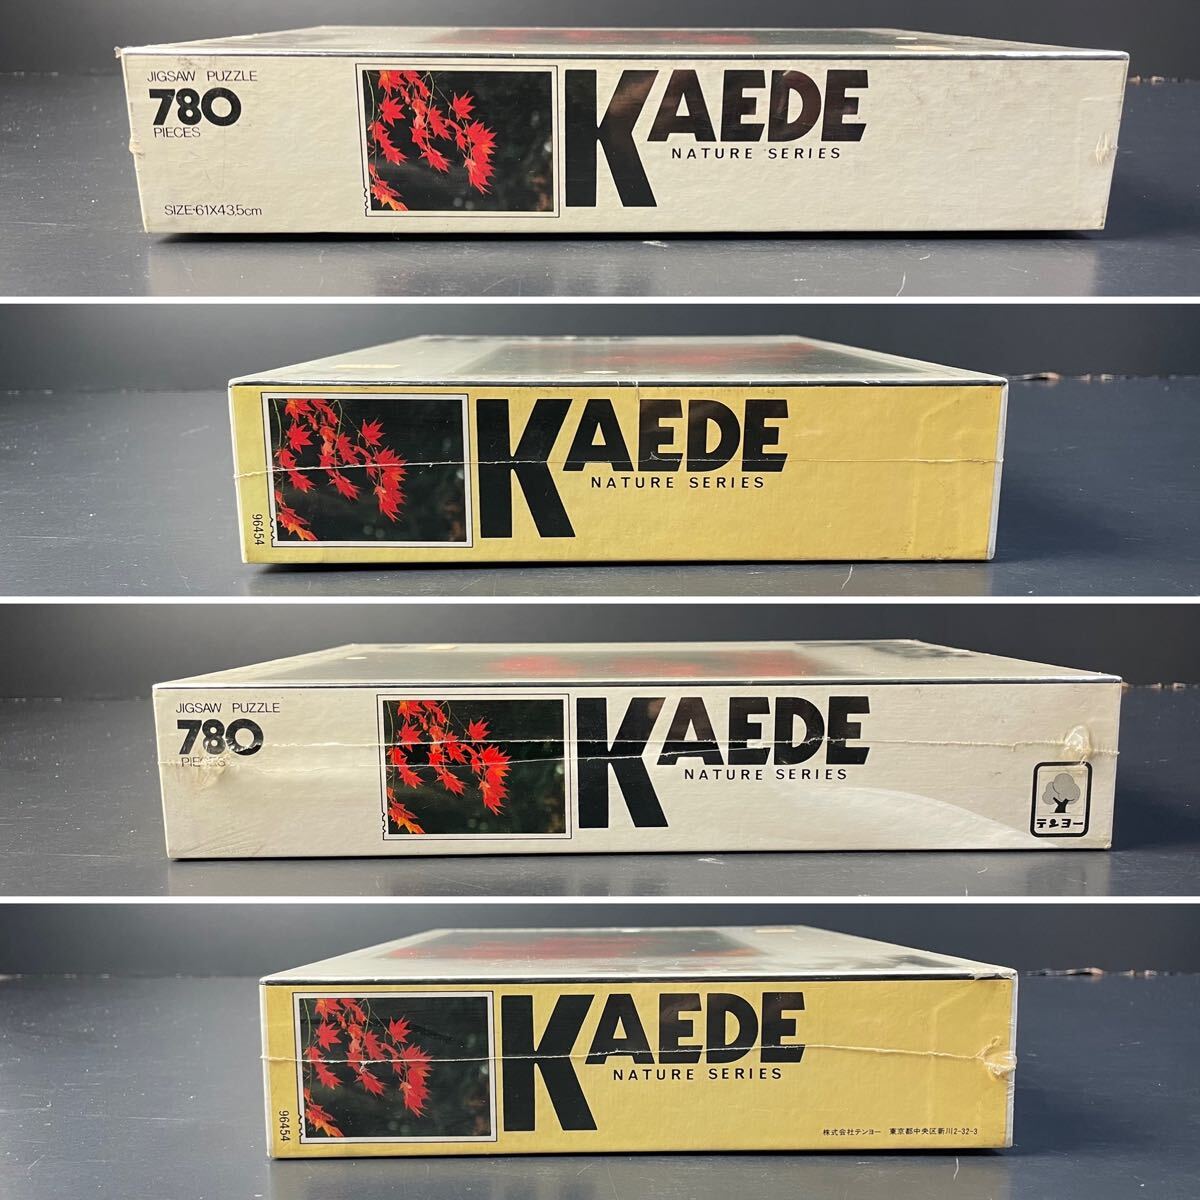 JIGSAW PUZZLE
780
PIECES
SIZE-61X43.5cm
KAEDE
NATURE SERIES
96454
KAEDE
NATURE SERIES
JIGSAW PUZZLE
780
PIECES
KAEDE
NATURE SERIES
テンヨー
96454
KAEDE
NATURE SERIES
株式会社テンヨー 東京都中央区新川2-32-3